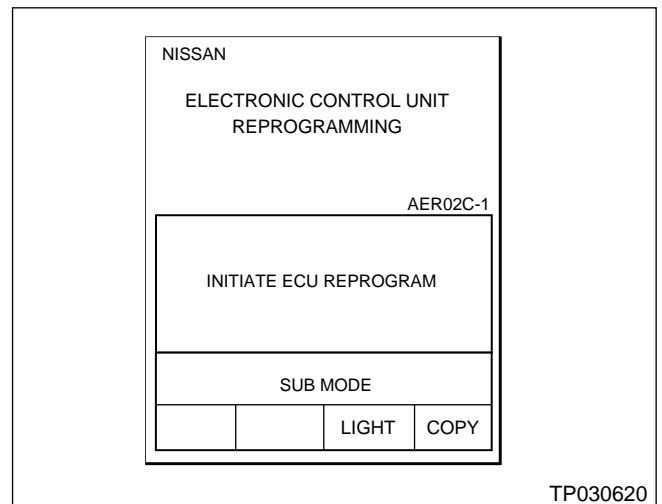 NISSAN
ELECTRONIC CONTROL UNIT
REPROGRAMMING
AER02C-1
INITIATE ECU REPROGRAM
SUB MODE
LIGHT COPY
TP030620